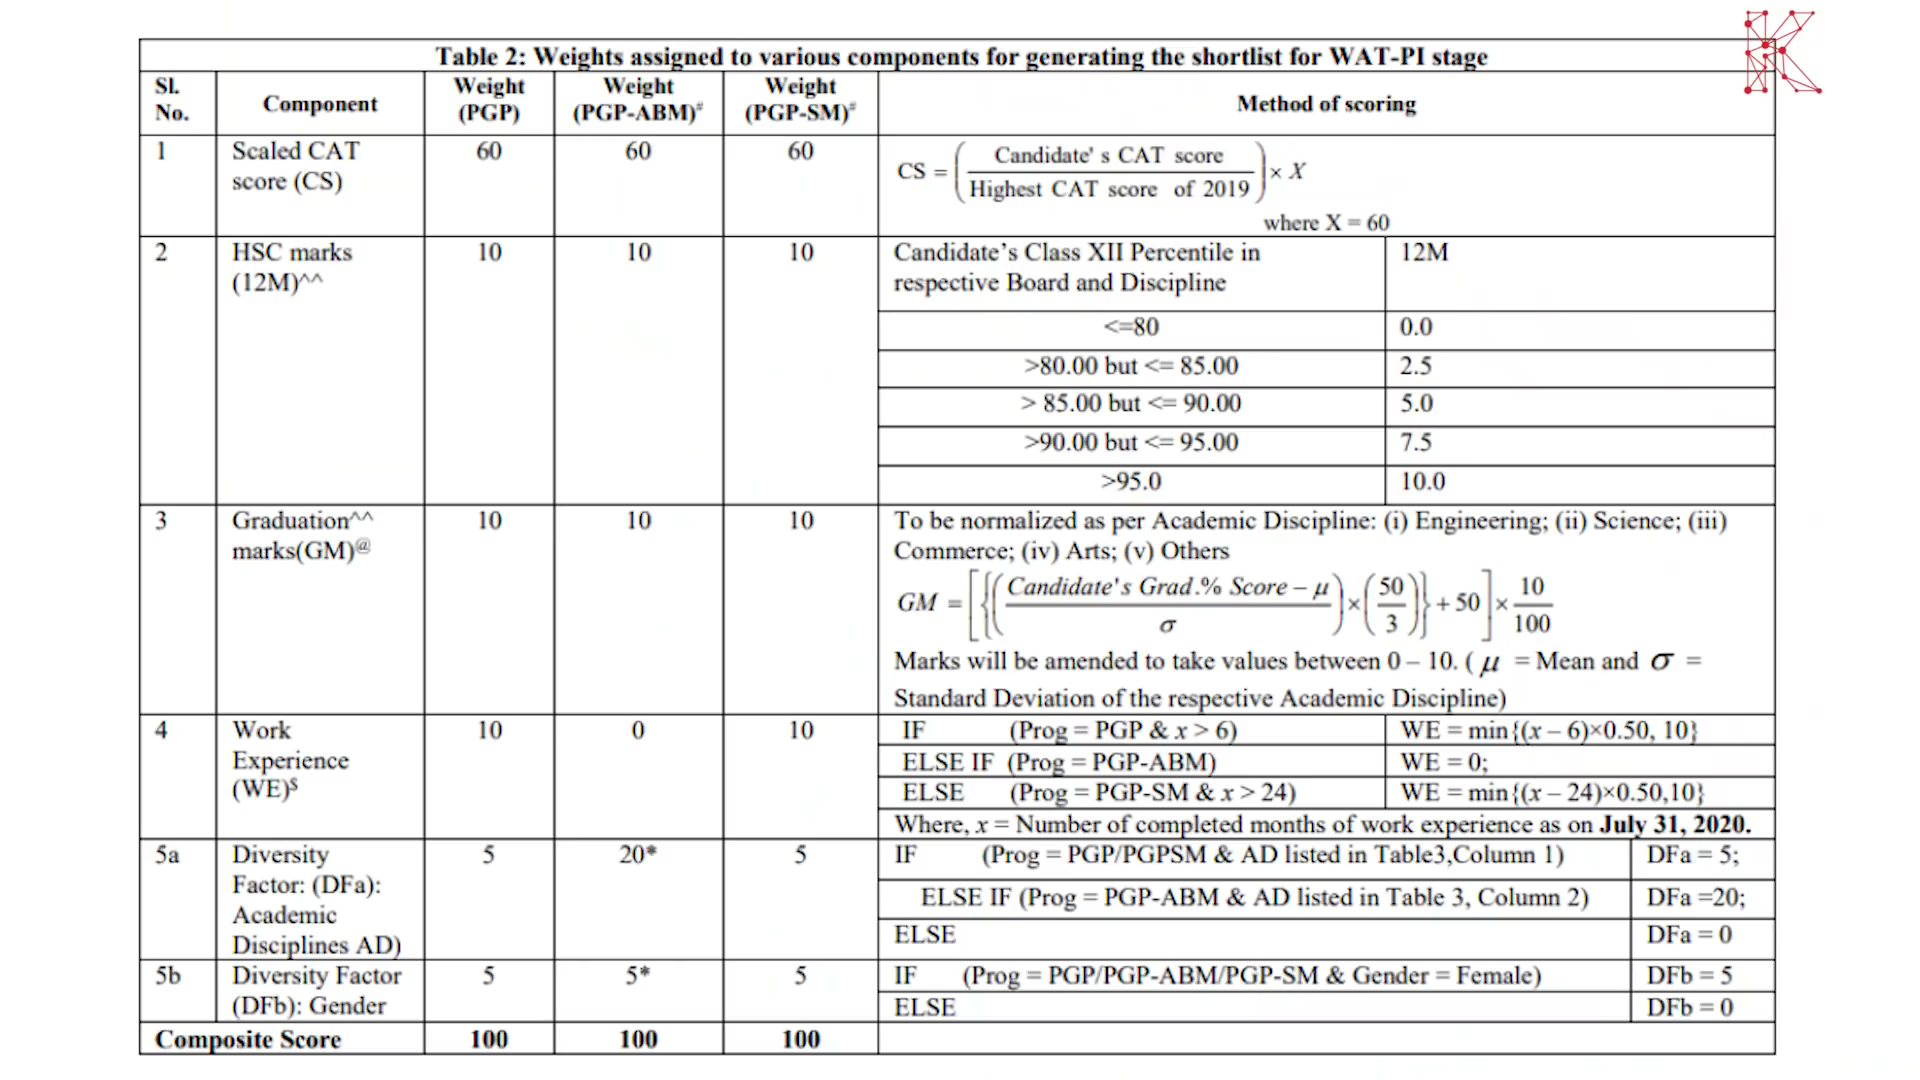 Table 2: Weights assigned to various components for generating the shortlist for WAT-PI stage
Sl. No. Component Weight (PGP) Weight (PGP-ABM)# Weight (PGP-SM)# Method of scoring
1 Scaled CAT score (CS) 60 60 60 CS = (Candidate' s CAT score / Highest CAT score of 2019) × X
where X = 60
2 HSC marks (12M)^^ 10 10 10 Candidate's Class XII Percentile in respective Board and Discipline 12M
<=80 0.0
>80.00 but <= 85.00 2.5
> 85.00 but <= 90.00 5.0
>90.00 but <= 95.00 7.5
>95.0 10.0
3 Graduation^^ marks(GM)@ 10 10 10 To be normalized as per Academic Discipline: (i) Engineering; (ii) Science; (iii)
Commerce; (iv) Arts; (v) Others
GM = [{(Candidate's Grad.% Score – μ / σ) × (50/3)} + 50] × 10/100
Marks will be amended to take values between 0 – 10. ( μ = Mean and σ =
Standard Deviation of the respective Academic Discipline)
4 Work Experience (WE)$ 10 0 10 IF (Prog = PGP & x > 6) WE = min{(x – 6)×0.50, 10}
ELSE IF (Prog = PGP-ABM) WE = 0;
ELSE (Prog = PGP-SM & x > 24) WE = min{(x – 24)×0.50,10}
Where, x = Number of completed months of work experience as on July 31, 2020.
5a Diversity Factor: (DFa): Academic Disciplines AD) 5 20* 5 IF (Prog = PGP/PGPSM & AD listed in Table3,Column 1) DFa = 5;
ELSE IF (Prog = PGP-ABM & AD listed in Table 3, Column 2) DFa =20;
ELSE DFa = 0
5b Diversity Factor (DFb): Gender 5 5* 5 IF (Prog = PGP/PGP-ABM/PGP-SM & Gender = Female) DFb = 5
ELSE DFb = 0
Composite Score 100 100 100
K